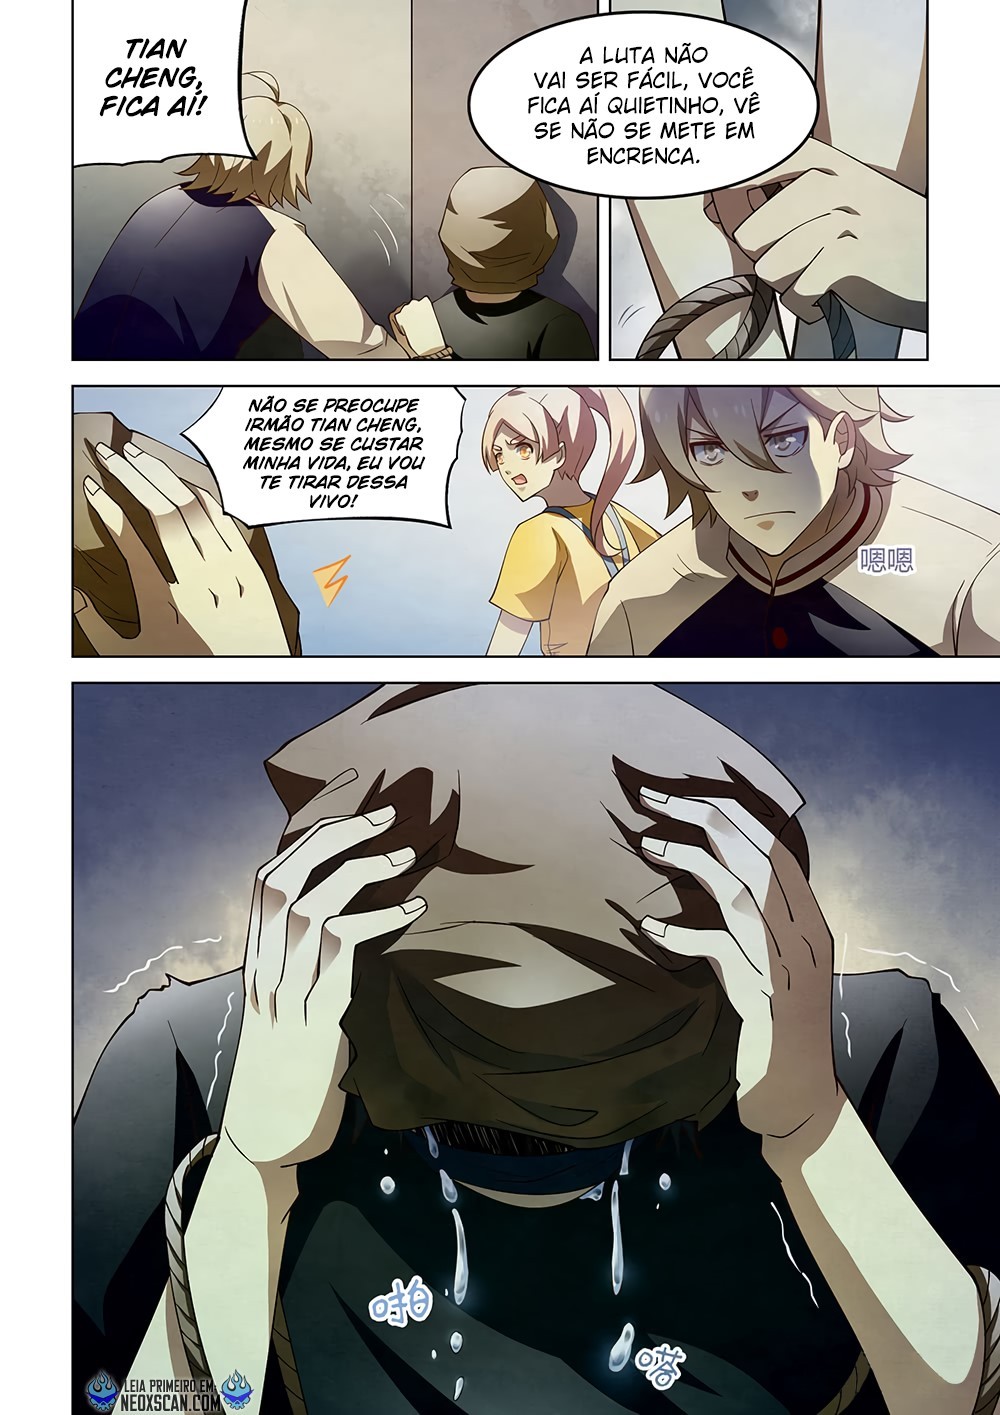 TIAN
CHENG,
FICA AÍ!
A LUTA NÃO
VAI SER FÁCIL, VOCÊ
FICA AÍ QUIETINHO, VÊ
SE NÃO SE METE EM
ENCRENCA.
NÃO SE PREOCUPE
IRMÃO TIAN CHENG,
MESMO SE CUSTAR
MINHA VIDA, EU VOU
TE TIRAR DESSA
VIVO!
嗯嗯
啪
嗒
LEIA PRIMEIRO EM
NEOXSCAN.COM